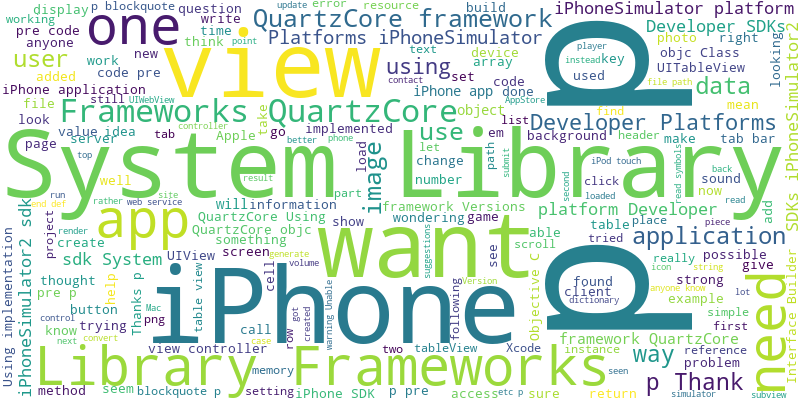 p blockquote
question
write
pre code
anyone
one
time
think
point
update
error
resource
build
iPhoneSimulator platform
display
working
QuartzCore framework
Platforms iPhoneSimulator
Developer SDKs
new
user
work
added
code pre
view
using
text
device
array
set
code
objc Class
photo
right
UITableView
player
instead
key
used
looking
iPhone application
still
UIWebView
iPhone app done
contact
AppStore
file path
data
file
look
Frameworks QuartzCore
object
find
mean
page
value
idea
server
tab
controller
Apple
go
take
implemented
use
list
Developer Platforms
background
header
make
tab bar
iPhoneSimulator2
System Library
top
better
phone
load
em
path
let
change
number
iPod touch
click
second
submit
loaded
sound
now
read symbols
back
read
well
result
image
run
end def
rather
web service
site
app
will
information
part
want
p
p
framework Versions
wondering
game
platform Developer
able
table
place
piece
add
QuartzCore Using
QuartzCore objc
something
show
project
render
create
sdk System
UIView
screen
see
scroll
tried
application
really
possible
give
SDKs iPhoneSimulator2
Interface Builder
iPhoneSimulator2 sdk
Using implementation
thought
pre p
help
generate
volume
cell
table view
iPhone
suggestions
Version
Objective C
found
client
dictionary
icon
string
strong
example
anyone know
lot
need
button
control
know
trying
next
Thanks p
Mac
png
convert
call
case
row
got
created
warning Unable
following
simple
first
framework QuartzCore
view controller
two
tableView
Xcode
instance
way
reference
problem
Library Frameworks
method
seem
blockquote p
memory
setting
iPhone SDK
p pre
access
etc p
sure
seen
return
p Thank
simulator
subview